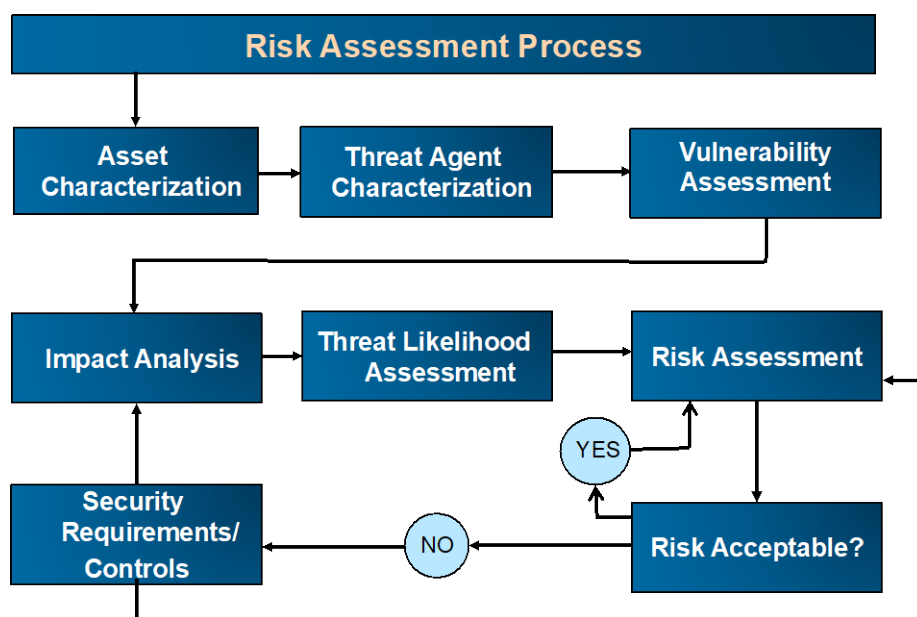 Risk Assessment Process
Asset
Characterization
Threat Agent
Characterization
Vulnerability
Assessment
Impact Analysis
Threat Likelihood
Assessment
Risk Assessment
YES
Security
Requirements/
Controls
NO
Risk Acceptable?